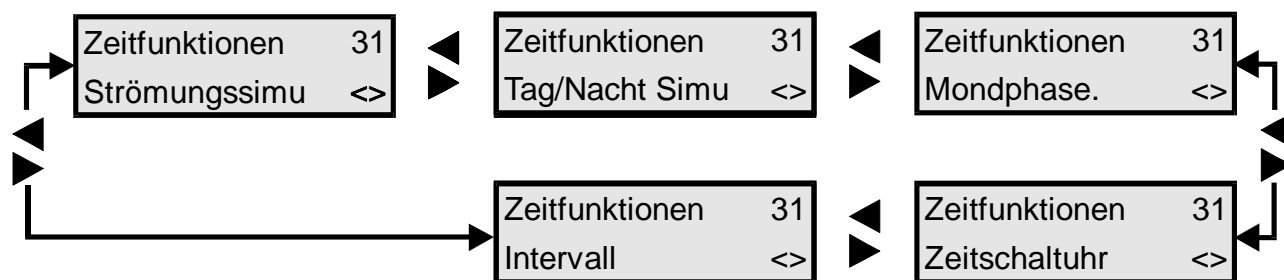 Zeitfunktionen 31
Strömungssimu <>
Zeitfunktionen 31
Tag/Nacht Simu <>
Zeitfunktionen 31
Mondphase. <>
Zeitfunktionen 31
Intervall <>
Zeitfunktionen 31
Zeitschaltuhr <>